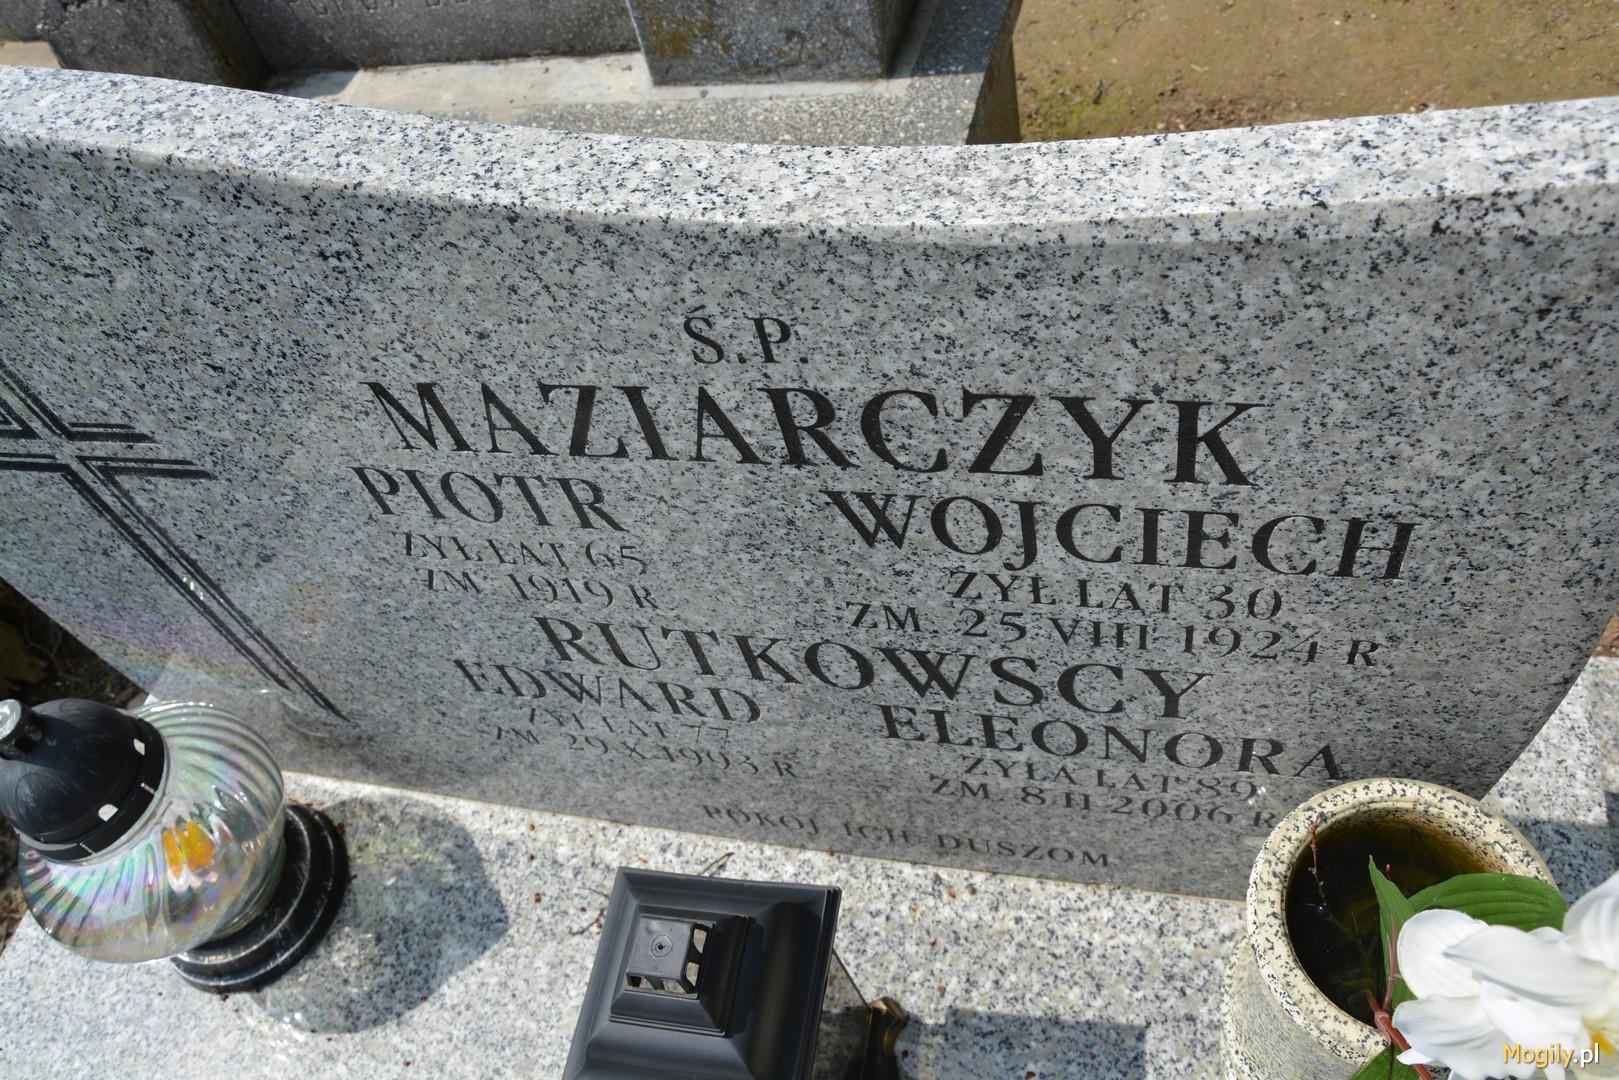 Ś.P.
MAZIARCZYK
PIOTR WOJCIECH
ŻYŁ LAT 65 ŻYŁ LAT 30
ZM. 1919 R ZM. 25 VIII 1924 R
RUTKOWSCY
EDWARD ELEONORA
ŻYŁ LAT 77 ŻYŁA LAT 89
ZM. 29.X.1993 R ZM. 8 II 2006 R
POKÓJ ICH DUSZOM
Mogily.pl